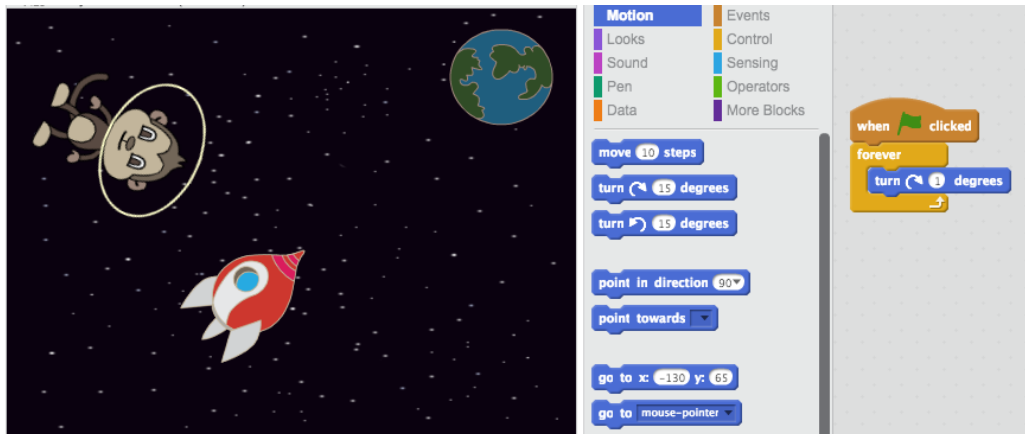 Motion Events
Looks Control
Sound Sensing
Pen Operators
Data More Blocks
move 10 steps
turn 15 degrees
turn 15 degrees
point in direction 90
point towards
go to x: -130 y: 65
go to mouse-pointer
when clicked
forever
turn 1 degrees